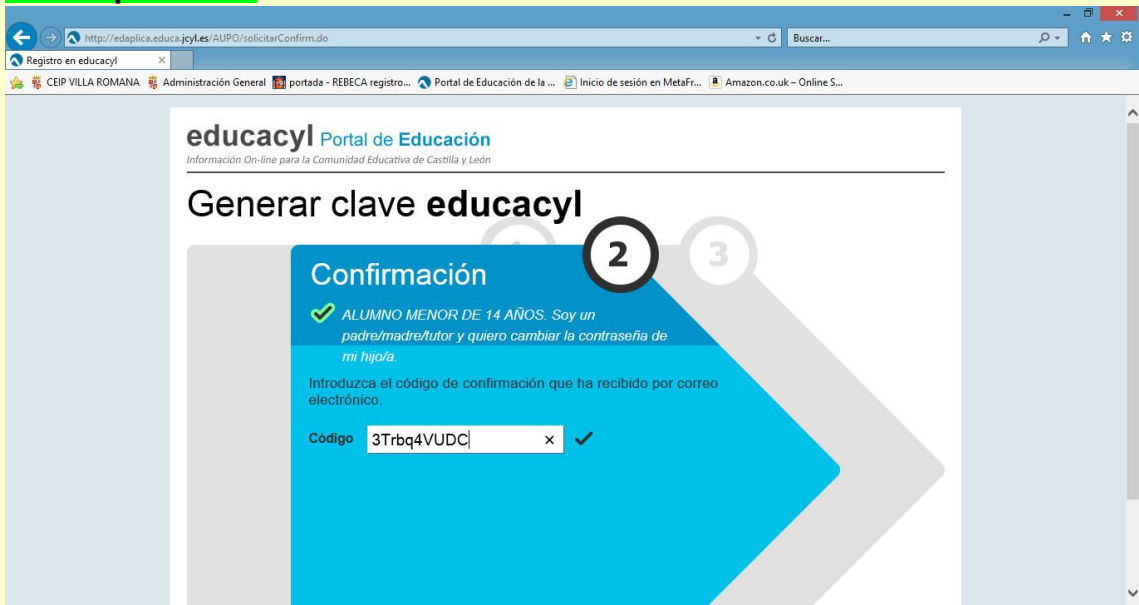 http://edaplica.educa.jcyl.es/AUPO/solicitarConfirm.do
Buscar...
Registro en educacyl
CEIP VILLA ROMANA Administración General portada - REBECA registro... Portal de Educación de la ... Inicio de sesión en MetaFr... Amazon.co.uk – Online S...
educacyl Portal de Educación
Información On-line para la Comunidad Educativa de Castilla y León
Generar clave educacyl
2
3
Confirmación
ALUMNO MENOR DE 14 AÑOS. Soy un
padre/madre/tutor y quiero cambiar la contraseña de
mi hijo/a.
Introduzca el código de confirmación que ha recibido por correo
electrónico.
Código 3Trbq4VUDC